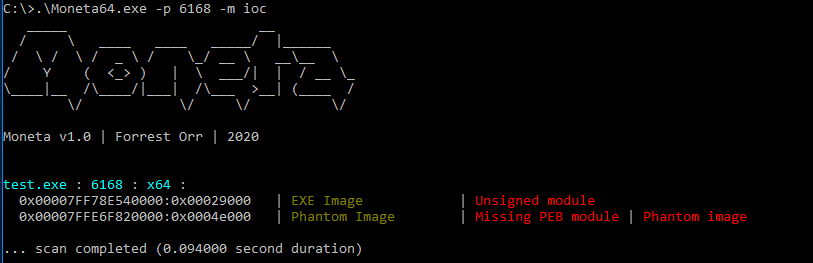 C:\>.\Moneta64.exe -p 6168 -m ioc
   _____                        __
  /     \   ____   ____   _____/  |______
 /  \ /  \ /  _ \ /    \_/ __ \   __\__  \
/    Y    (  <_> )   |  \  ___/|  |  / __ \_
\____|__  /\____/|___|  /\___  >__| (____  /
        \/            \/     \/          \/
Moneta v1.0 | Forrest Orr | 2020
test.exe : 6168 : x64 :
0x00007FF78E540000:0x00029000 | EXE Image | Unsigned module
0x00007FFE6F820000:0x0004e000 | Phantom Image | Missing PEB module | Phantom image
... scan completed (0.094000 second duration)